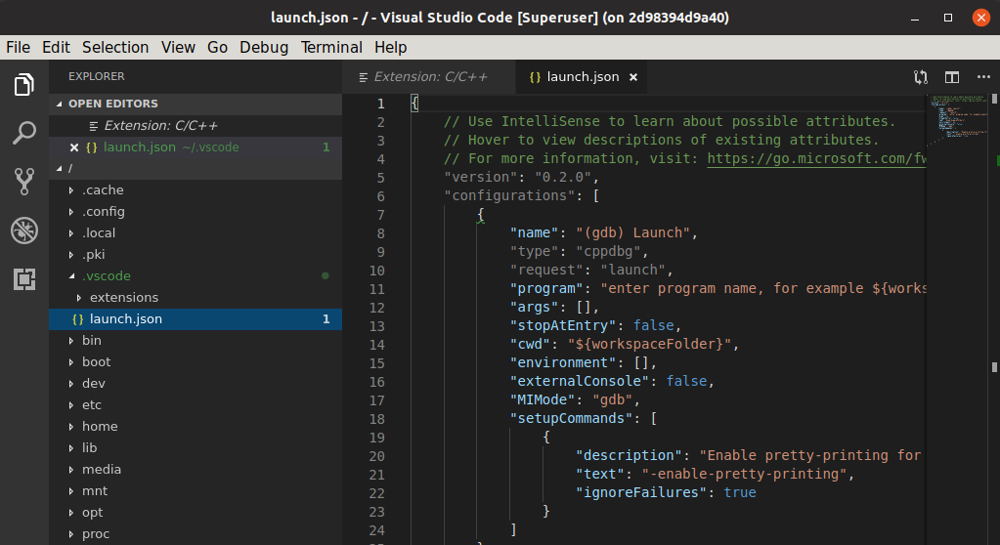 launch.json - / - Visual Studio Code [Superuser] (on 2d98394d9a40)
File Edit Selection View Go Debug Terminal Help
EXPLORER
OPEN EDITORS
Extension: C/C++
{} launch.json ~/.vscode 1
/
.cache
.config
.local
.pki
.vscode
extensions
{} launch.json 1
bin
boot
dev
etc
home
lib
media
mnt
opt
proc
Extension: C/C++
{} launch.json
1 {
2 // Use IntelliSense to learn about possible attributes.
3 // Hover to view descriptions of existing attributes.
4 // For more information, visit: https://go.microsoft.com/fw
5 "version": "0.2.0",
6 "configurations": [
7 {
8 "name": "(gdb) Launch",
9 "type": "cppdbg",
10 "request": "launch",
11 "program": "enter program name, for example ${works
12 "args": [],
13 "stopAtEntry": false,
14 "cwd": "${workspaceFolder}",
15 "environment": [],
16 "externalConsole": false,
17 "MIMode": "gdb",
18 "setupCommands": [
19 {
20 "description": "Enable pretty-printing for
21 "text": "-enable-pretty-printing",
22 "ignoreFailures": true
23 }
24 ]